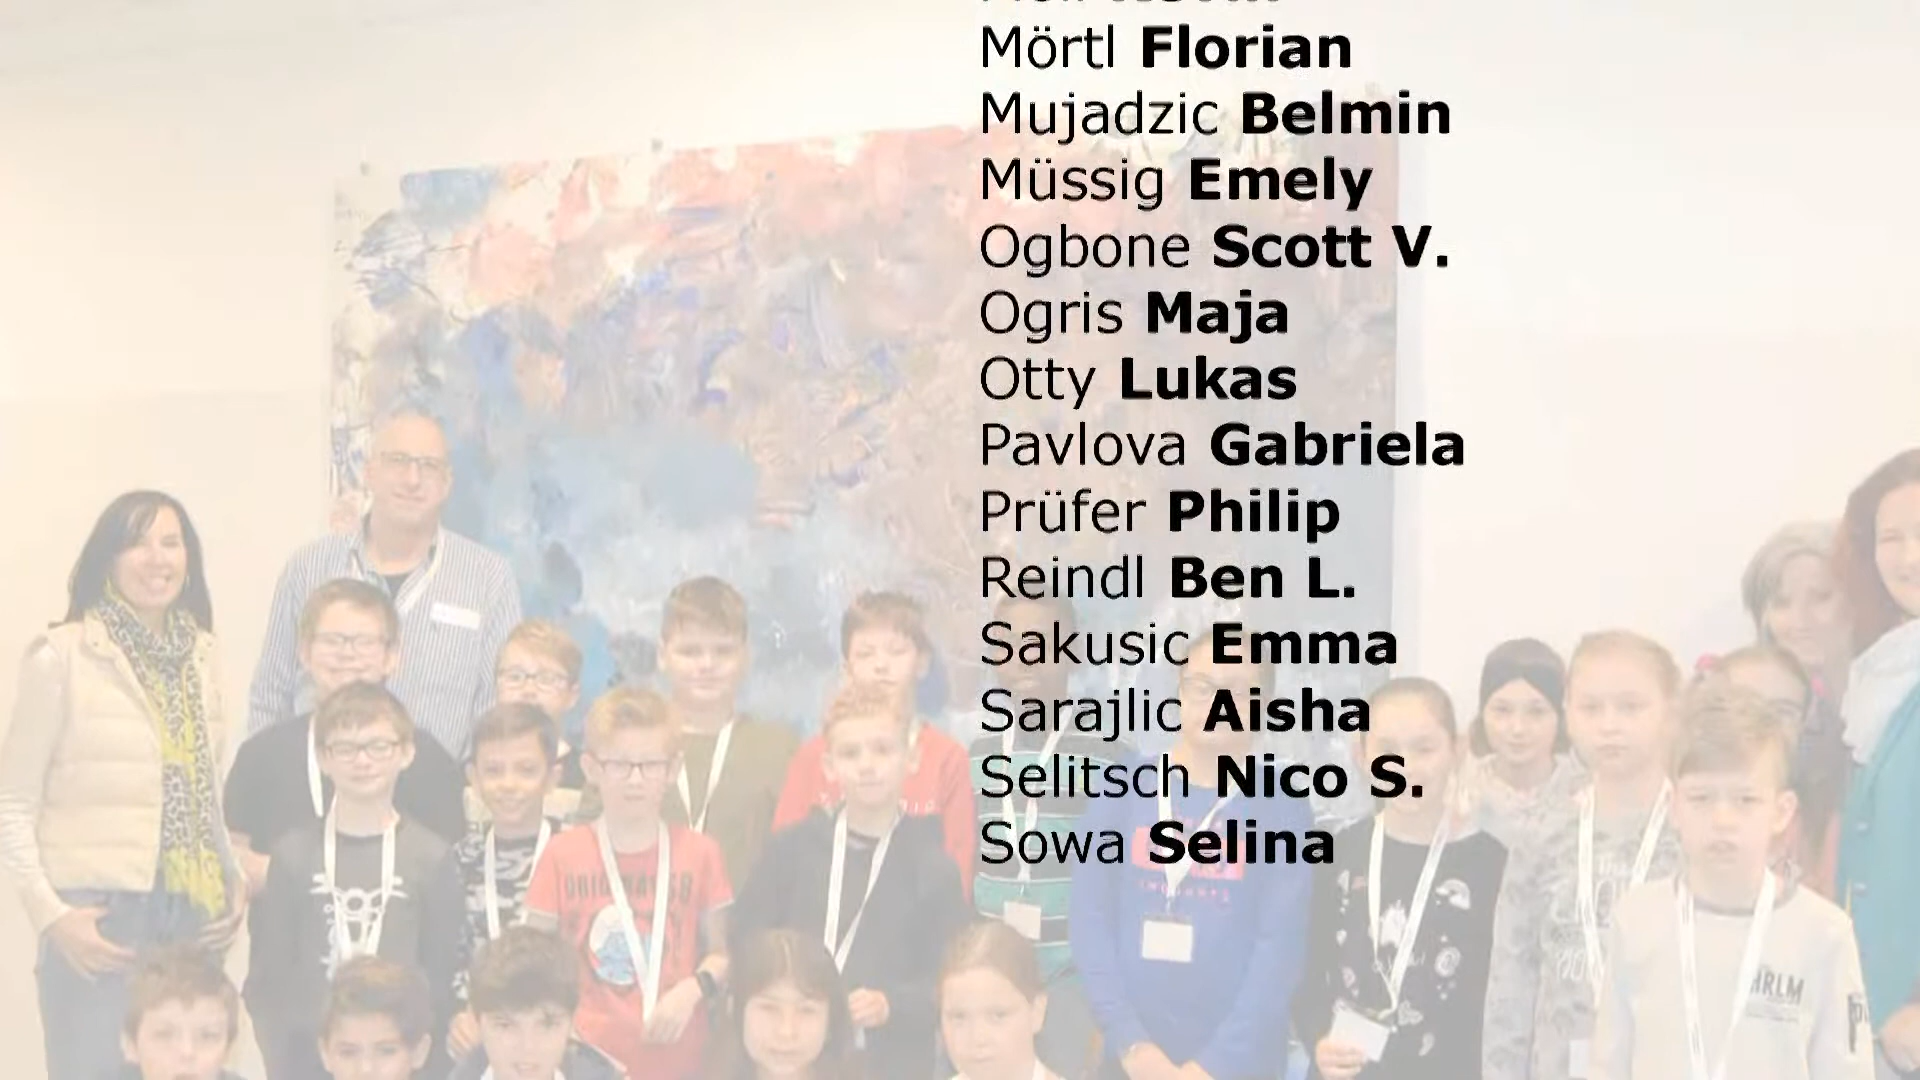 Mörtl Florian
Mujadzic Belmin
Müssig Emely
Ogbone Scott V.
Ogris Maja
Otty Lukas
Pavlova Gabriela
Prüfer Philip
Reindl Ben L.
Sakusic Emma
Sarajlic Aisha
Selitsch Nico S.
Sowa Selina
HRLM